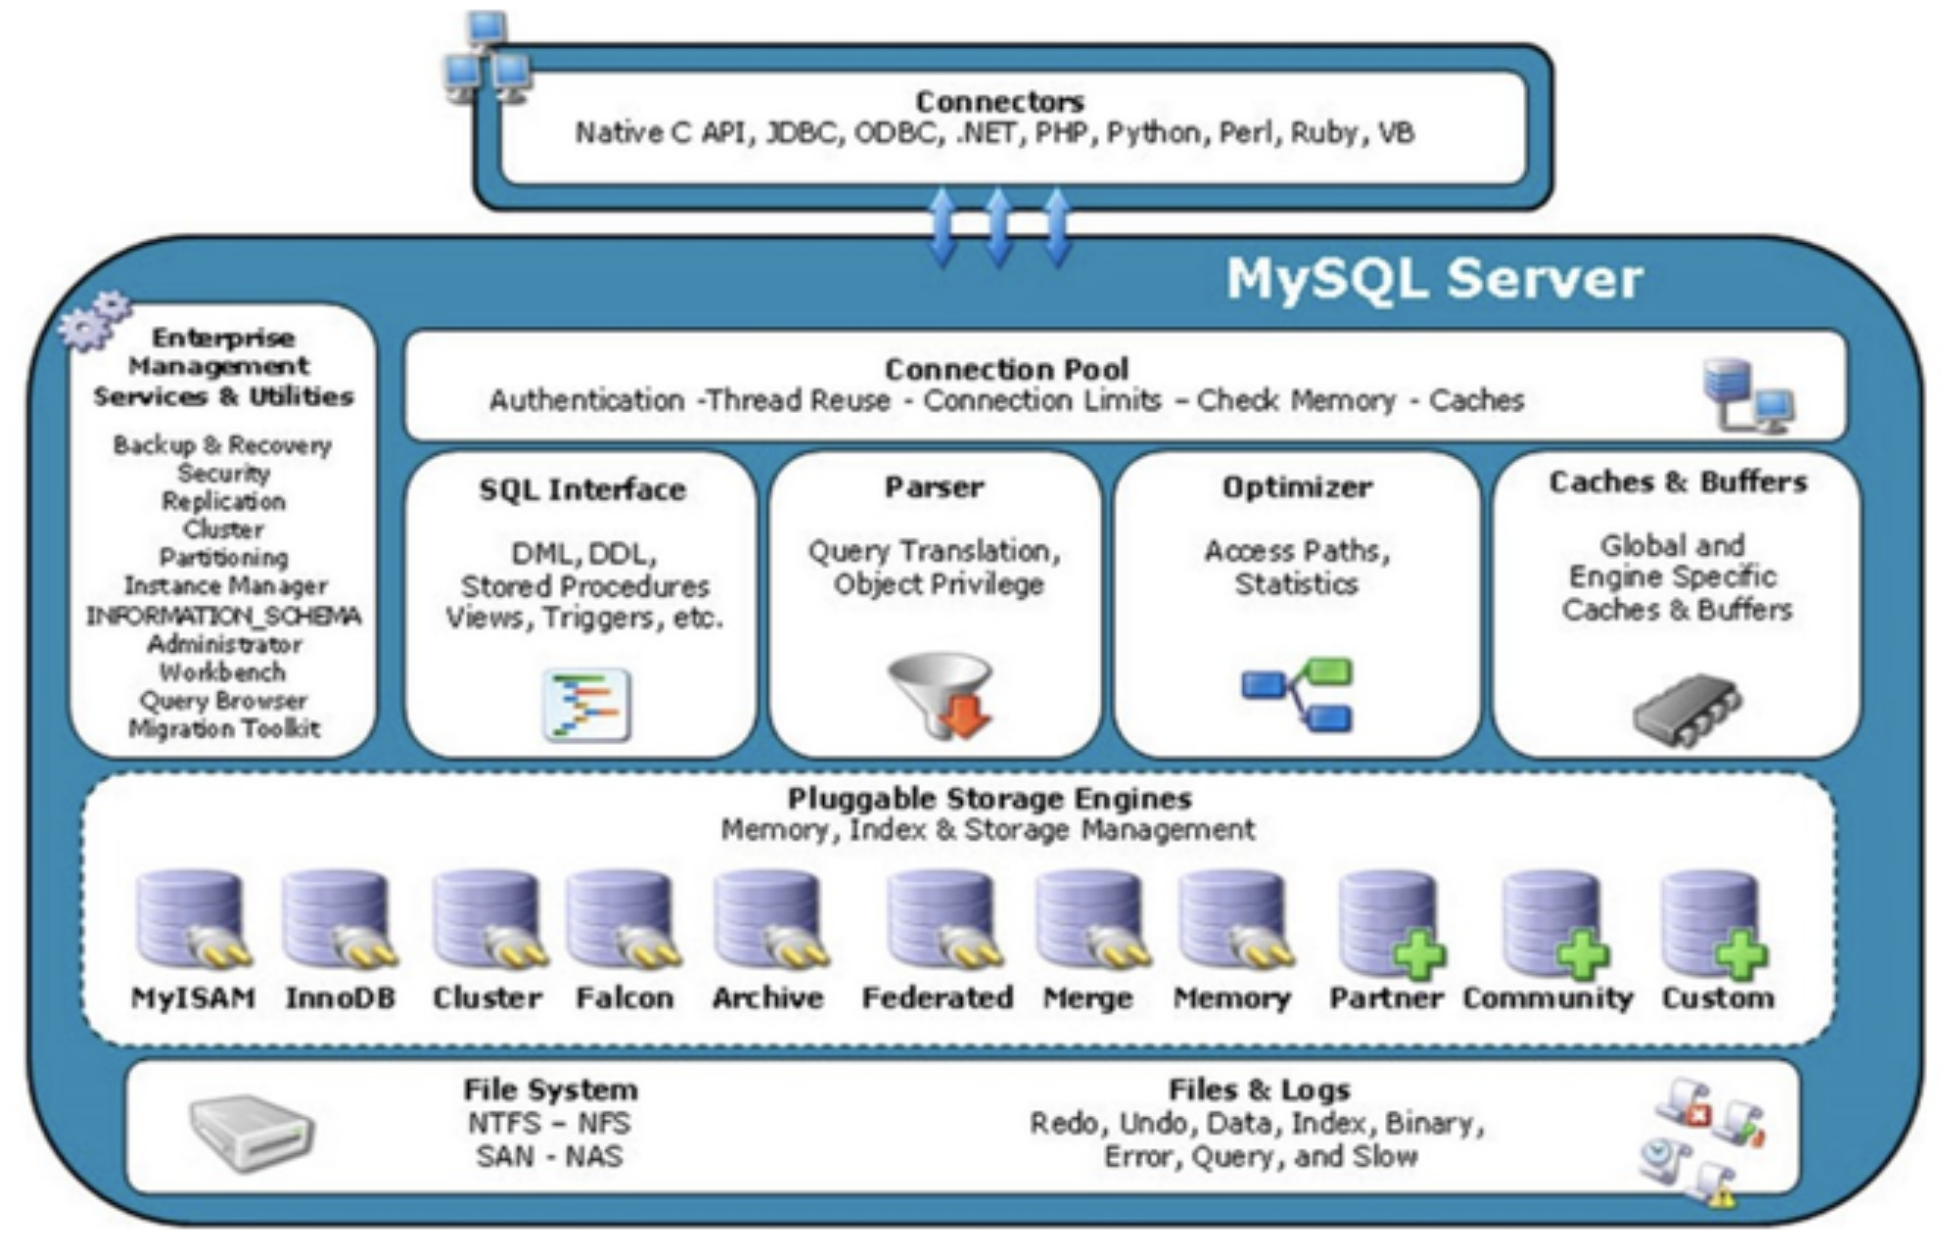 Connectors
Native C API, JDBC, ODBC, .NET, PHP, Python, Perl, Ruby, VB
MySQL Server
Enterprise
Management
Services & Utilities
Backup & Recovery
Security
Replication
Cluster
Partitioning
Instance Manager
INFORMATION_SCHEMA
Administrator
Workbench
Query Browser
Migration Toolkit
Connection Pool
Authentication -Thread Reuse - Connection Limits – Check Memory - Caches
SQL Interface
DML, DDL,
Stored Procedures
Views, Triggers, etc.
Parser
Query Translation,
Object Privilege
Optimizer
Access Paths,
Statistics
Caches & Buffers
Global and
Engine Specific
Caches & Buffers
Pluggable Storage Engines
Memory, Index & Storage Management
MyISAM InnoDB Cluster Falcon Archive Federated Merge Memory Partner Community Custom
File System
NTFS – NFS
SAN - NAS
Files & Logs
Redo, Undo, Data, Index, Binary,
Error, Query, and Slow